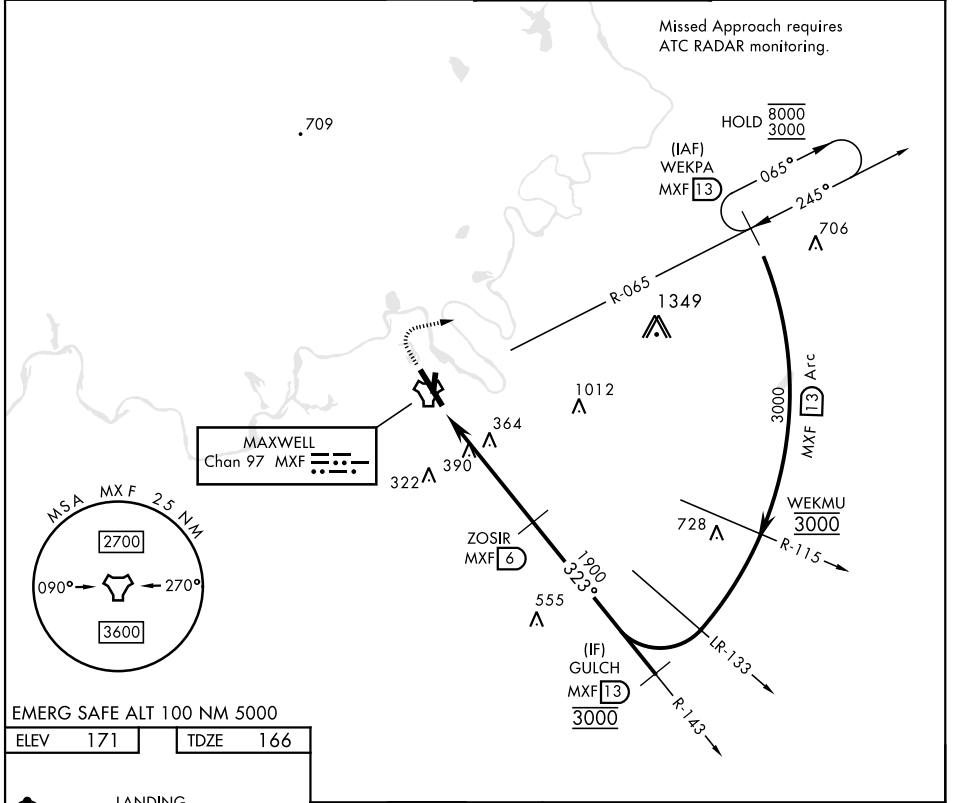 Missed Approach requires
ATC RADAR monitoring.
.709
HOLD 8000
3000
(IAF)
WEKPA
MXF 13
065°
245°
706
R-065
1349
3000
MXF 13 Arc
1012
364
390
322
MAXWELL
Chan 97 MXF
MSA MXF 25 NM
2700
090°
270°
3600
ZOSIR
MXF 6
1900
323°
728
WEKMU
3000
R-115
555
LR-133
(IF)
GULCH
MXF 13
3000
R-143
EMERG SAFE ALT 100 NM 5000
ELEV 171
TDZE 166
LANDING